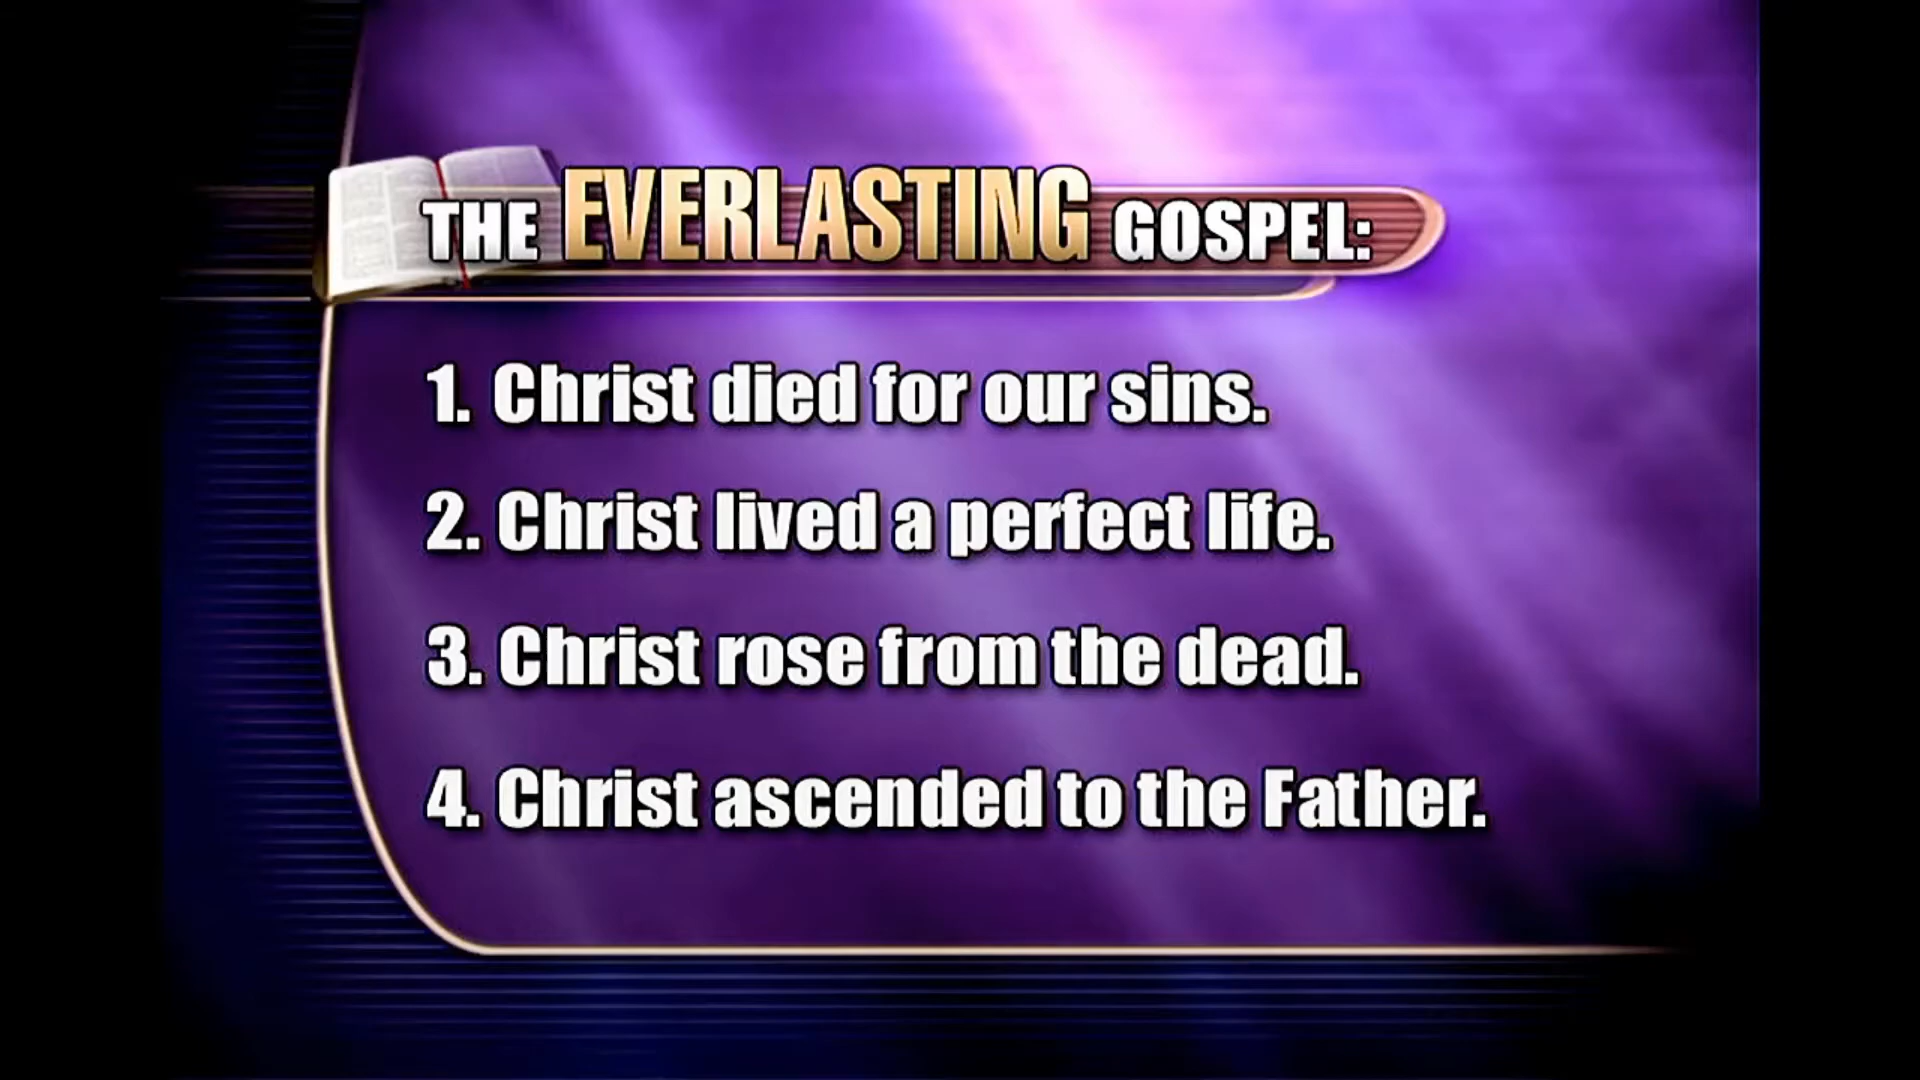 THE EVERLASTING GOSPEL:
1. Christ died for our sins.
2. Christ lived a perfect life.
3. Christ rose from the dead.
4. Christ ascended to the Father.